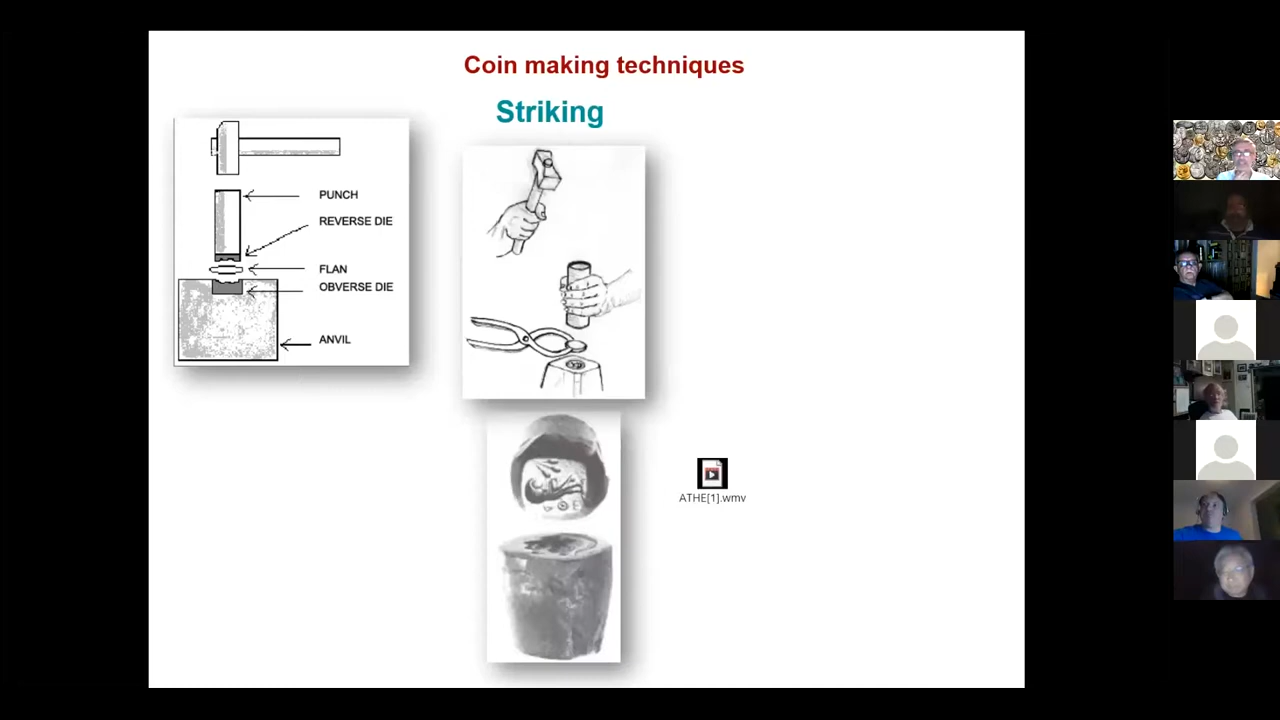 Coin making techniques
Striking
PUNCH
REVERSE DIE
FLAN
OBVERSE DIE
ANVIL
ATHE[1].wmv